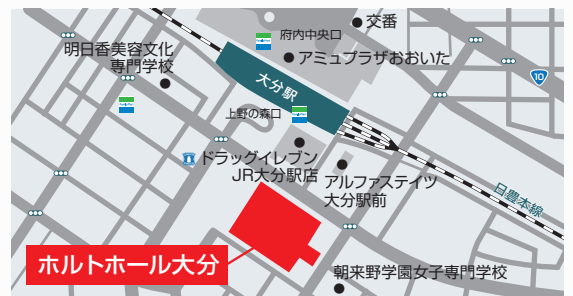 交番
府内中央口
FamilyMart
アミュプラザおおいた
明日香美容文化
専門学校
大分駅
10
FamilyMart
上野の森口
FamilyMart
ドラッグイレブン
JR大分駅店
アルファステイツ
大分駅前
日豊本線
ホルトホール大分
朝来野学園女子専門学校